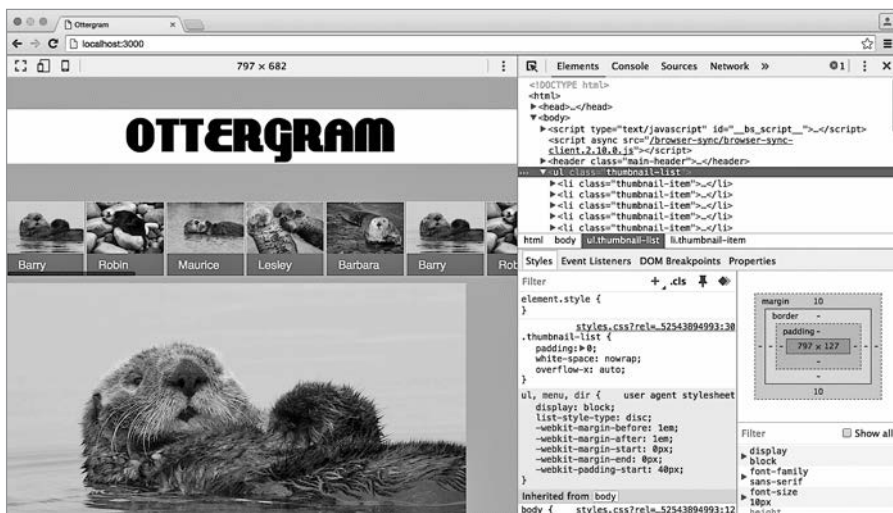 Ottergram
localhost:3000
797 × 682
Elements Console Sources Network »
1
OTTERGRAM
<!DOCTYPE html>
<html>
<head>…</head>
<body>
<script type="text/javascript" id="__bs_script__">…</script>
<script async src="/browser-sync/browser-sync-
client.2.10.0.js"></script>
<header class="main-header">…</header>
<ul class="thumbnail-list">
<li class="thumbnail-item">…</li>
<li class="thumbnail-item">…</li>
<li class="thumbnail-item">…</li>
<li class="thumbnail-item">…</li>
<li class="thumbnail-item">…</li>
html body ul.thumbnail-list li.thumbnail-item
Barry Robin Maurice Lesley Barbara Barry Rob
Styles Event Listeners DOM Breakpoints Properties
Filter + .cls
element.style {
}
styles.css?rel=…52543894993:30
.thumbnail-list {
padding: 0;
white-space: nowrap;
overflow-x: auto;
}
ul, menu, dir { user agent stylesheet
display: block;
list-style-type: disc;
-webkit-margin-before: 1em;
-webkit-margin-after: 1em;
-webkit-margin-start: 0px;
-webkit-margin-end: 0px;
-webkit-padding-start: 40px;
}
Inherited from body
body { styles.css?rel=…52543894993:12
margin 10
border -
padding -
- - - 797 × 127 - - -
-
-
10
Filter Show all
display
block
font-family
sans-serif
font-size
10px
height